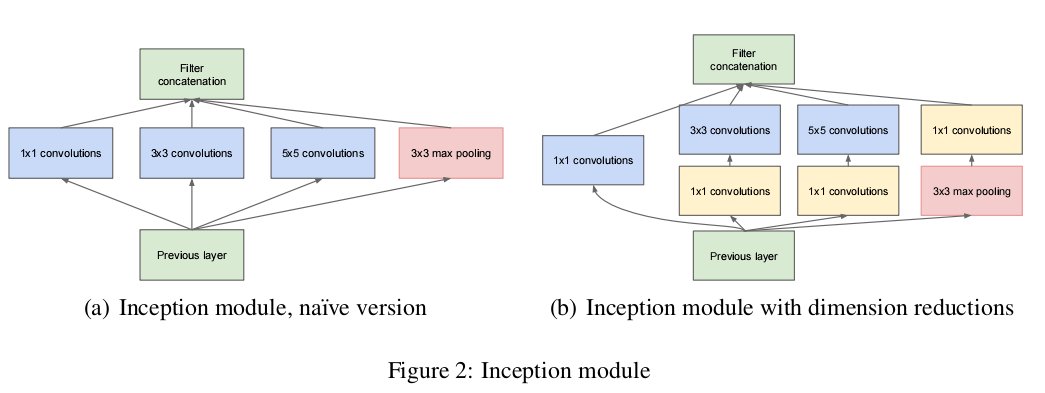 Filter
concatenation
1x1 convolutions
3x3 convolutions
5x5 convolutions
3x3 max pooling
Previous layer
(a) Inception module, naïve version
Filter
concatenation
3x3 convolutions
5x5 convolutions
1x1 convolutions
1x1 convolutions
1x1 convolutions
1x1 convolutions
3x3 max pooling
Previous layer
(b) Inception module with dimension reductions
Figure 2: Inception module